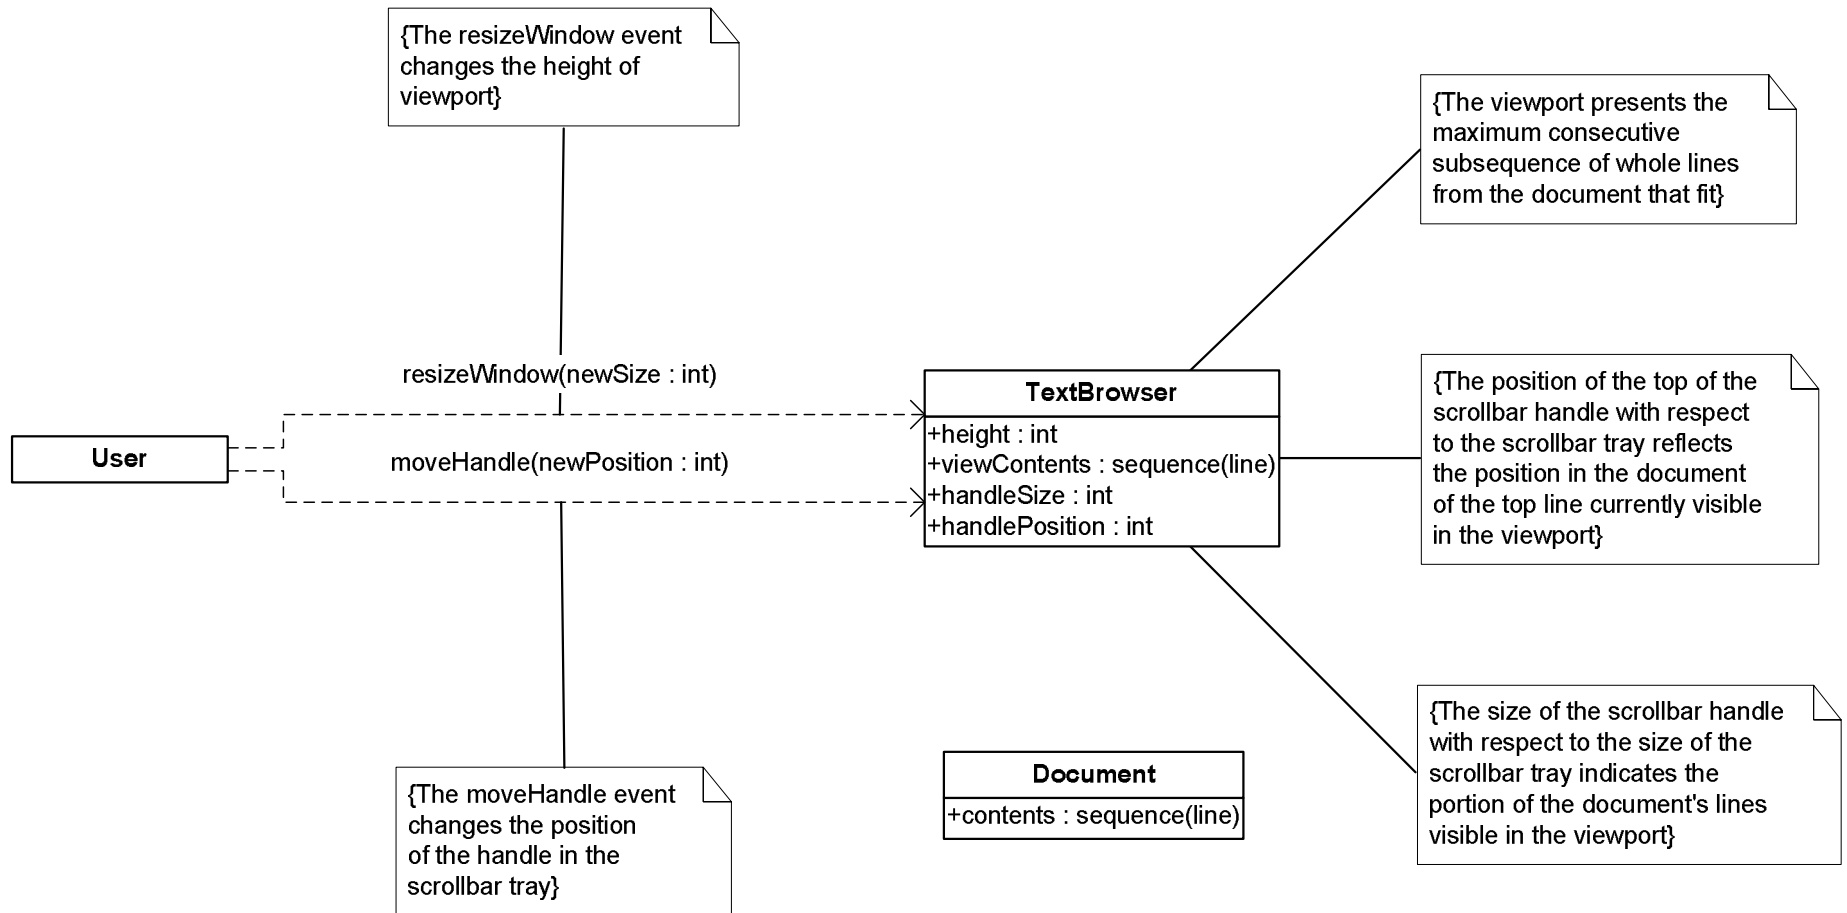 {The resizeWindow event
changes the height of
viewport}
{The viewport presents the
maximum consecutive
subsequence of whole lines
from the document that fit}
resizeWindow(newSize : int)
User
moveHandle(newPosition : int)
TextBrowser
+height : int
+viewContents : sequence(line)
+handleSize : int
+handlePosition : int
{The position of the top of the
scrollbar handle with respect
to the scrollbar tray reflects
the position in the document
of the top line currently visible
in the viewport}
{The moveHandle event
changes the position
of the handle in the
scrollbar tray}
Document
+contents : sequence(line)
{The size of the scrollbar handle
with respect to the size of the
scrollbar tray indicates the
portion of the document's lines
visible in the viewport}